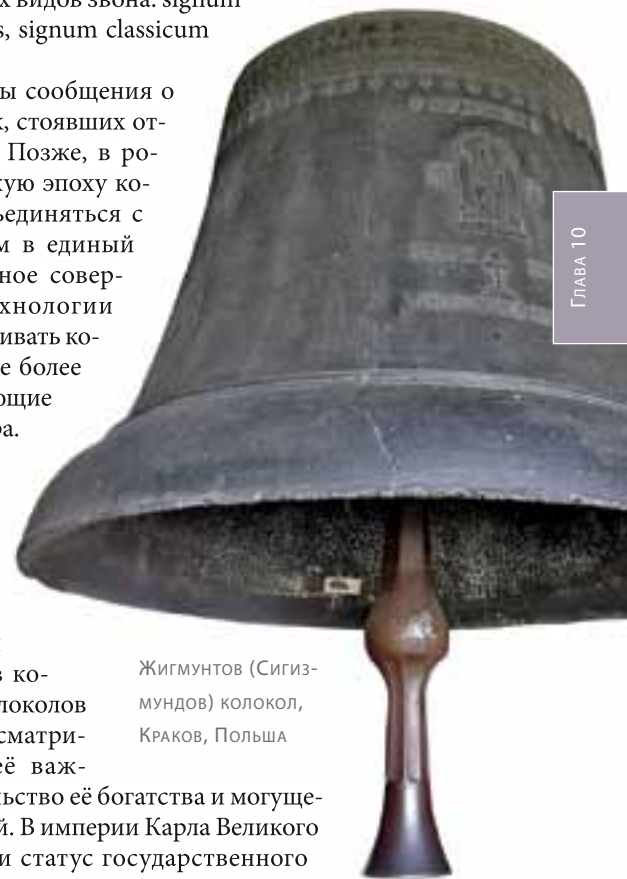 х видов звона: signum
s, signum classicum
ы сообщения о
к, стоявших от-
Позже, в ро-
кую эпоху ко-
ъединяться с
м в единый
ное совер-
хнологии
ивать ко-
е более
ющие
ра.
Глава 10
в ко-
локолов
сматри-
её важ-
льство её богатства и могуще-
й. В империи Карла Великого
и статус государственного
Жигмунтов (Сигиз-
мундов) колокол,
Краков, Польша